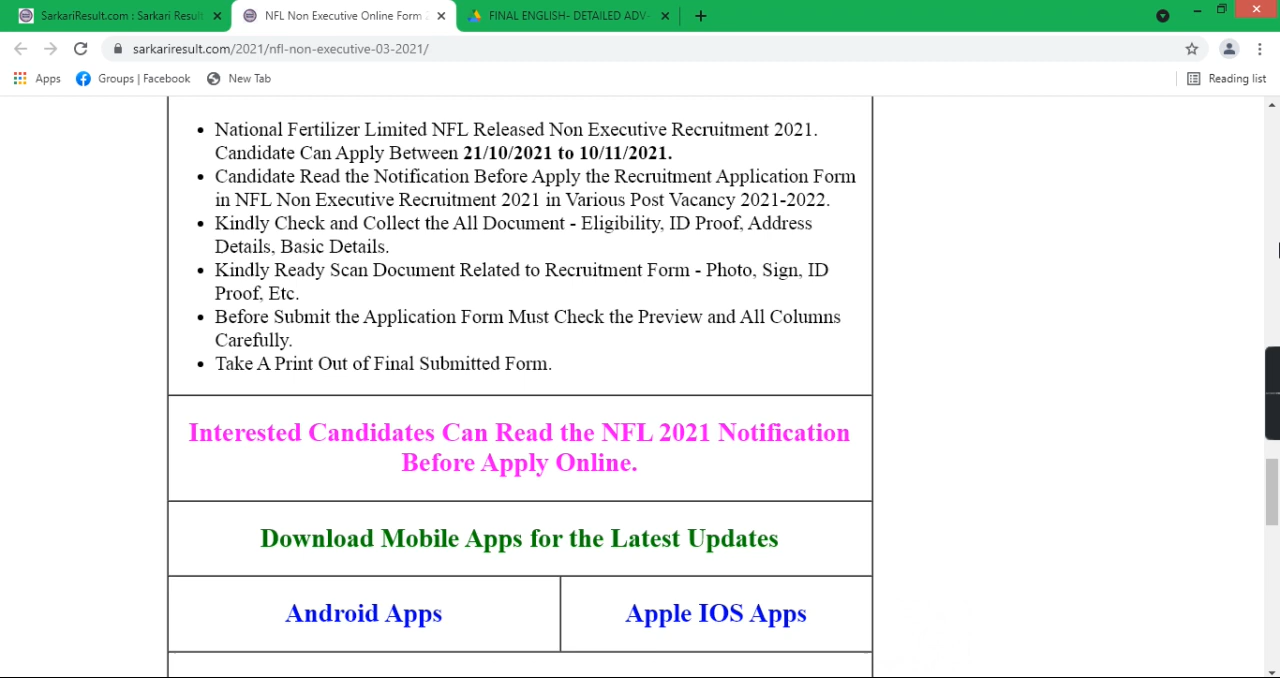 SarkariResult.com : Sarkari Result
NFL Non Executive Online Form 2
FINAL ENGLISH- DETAILED ADV-
sarkariresult.com/2021/nfl-non-executive-03-2021/
Apps
Groups | Facebook
New Tab
Reading list
National Fertilizer Limited NFL Released Non Executive Recruitment 2021.
Candidate Can Apply Between 21/10/2021 to 10/11/2021.
Candidate Read the Notification Before Apply the Recruitment Application Form
in NFL Non Executive Recruitment 2021 in Various Post Vacancy 2021-2022.
Kindly Check and Collect the All Document - Eligibility, ID Proof, Address
Details, Basic Details.
Kindly Ready Scan Document Related to Recruitment Form - Photo, Sign, ID
Proof, Etc.
Before Submit the Application Form Must Check the Preview and All Columns
Carefully.
Take A Print Out of Final Submitted Form.
Interested Candidates Can Read the NFL 2021 Notification
Before Apply Online.
Download Mobile Apps for the Latest Updates
Android Apps
Apple IOS Apps